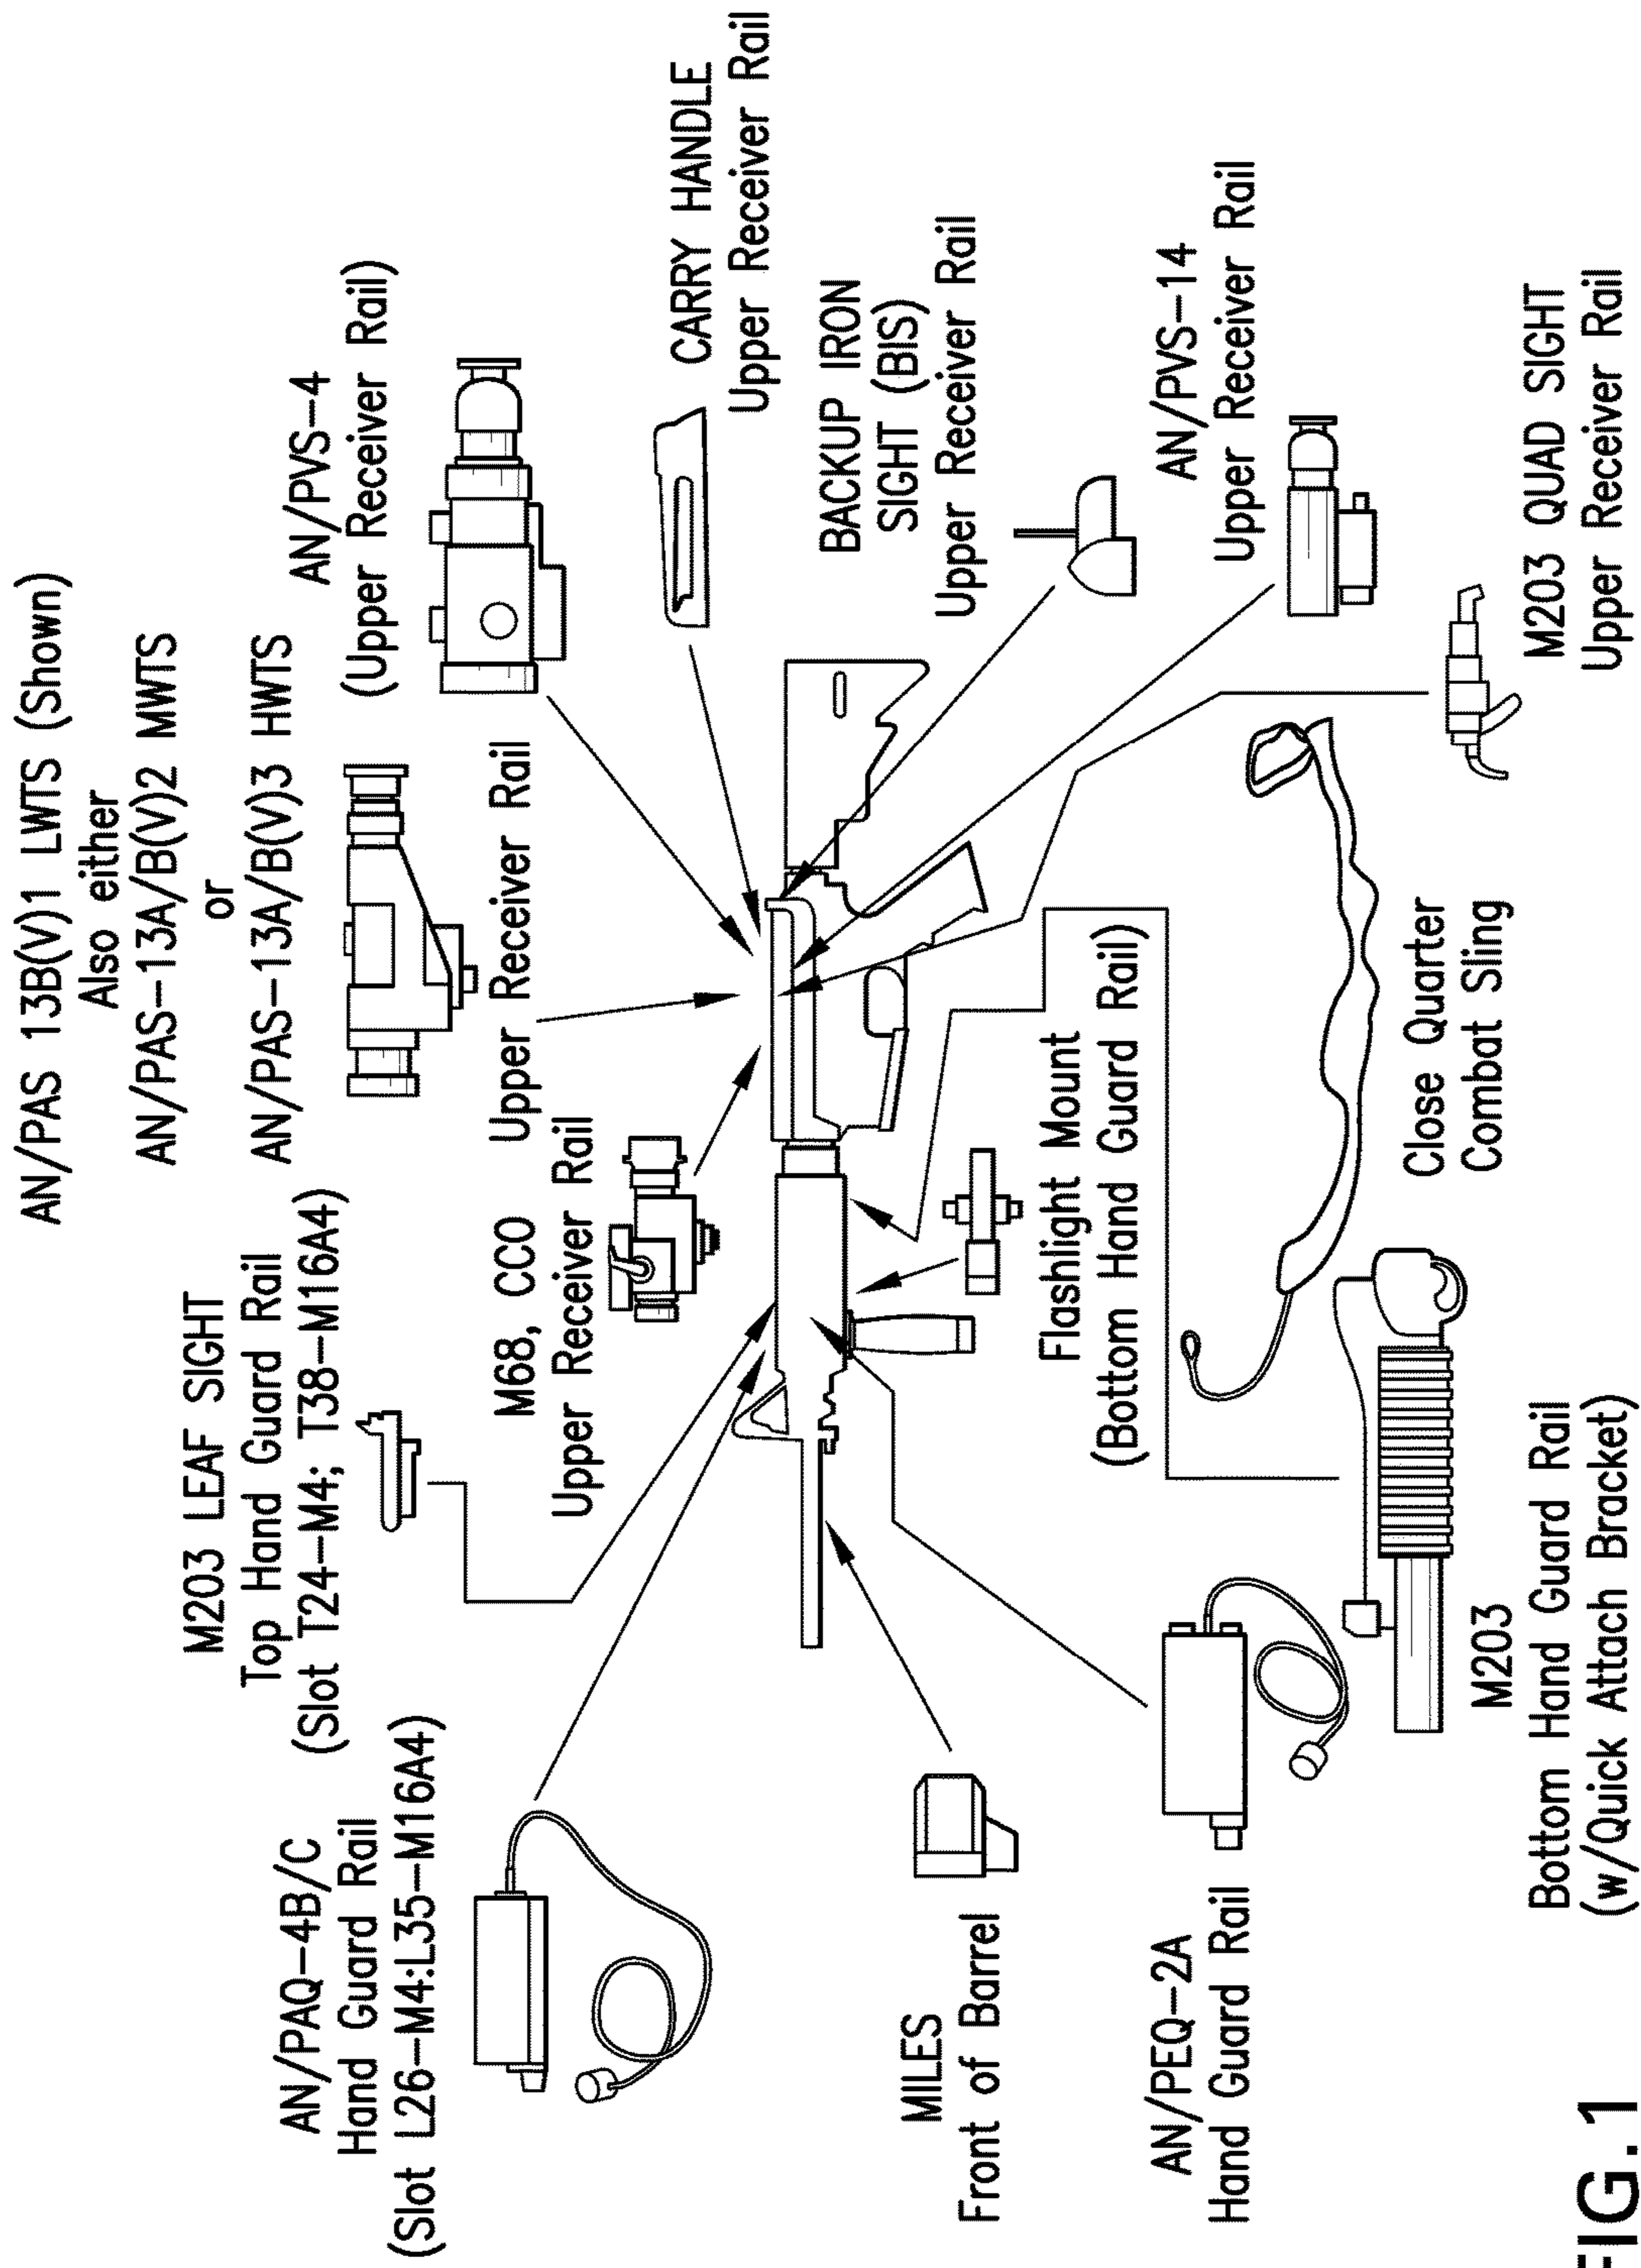 AN/PAS 13B(V)1 LWTS (Shown)
Also either
AN/PAS-13A/B(V)2 MWTS
or
AN/PAS-13A/B(V)3 HWTS
Upper Receiver Rail
M203 LEAF SIGHT
Top Hand Guard Rail
(Slot T24-M4; T38-M16A4)
AN/PAQ-4B/C
Hand Guard Rail
(Slot L26-M4:L35-M16A4)
AN/PVS-4
(Upper Receiver Rail)
M68, CCO
Upper Receiver Rail
CARRY HANDLE
Upper Receiver Rail
BACKUP IRON
SIGHT (BIS)
Upper Receiver Rail
MILES
Front of Barrel
Flashlight Mount
(Bottom Hand Guard Rail)
AN/PVS-14
Upper Receiver Rail
AN/PEQ-2A
Hand Guard Rail
Close Quarter
Combat Sling
M203
Bottom Hand Guard Rail
(w/Quick Attach Bracket)
M203 QUAD SIGHT
Upper Receiver Rail
FIG.1